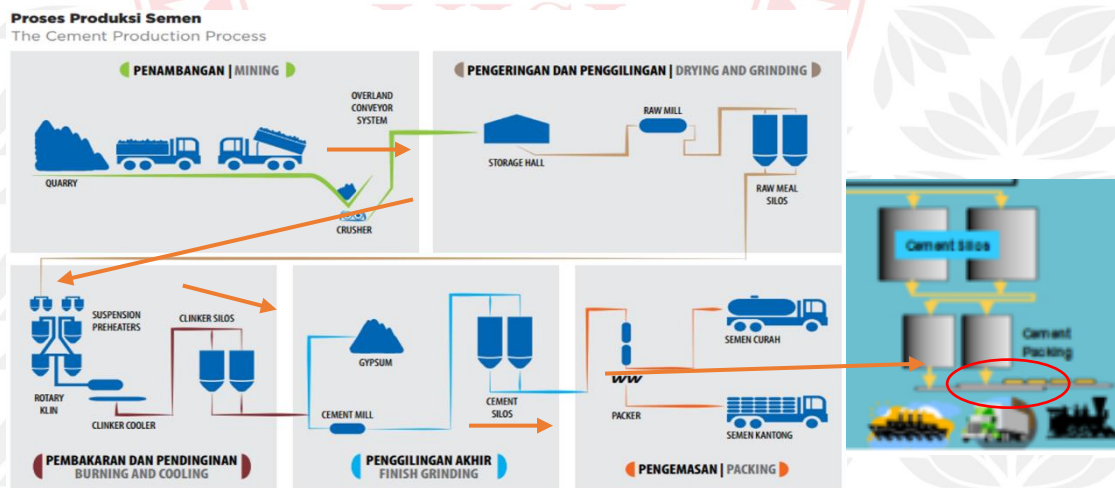 Proses Produksi Semen
The Cement Production Process
PENAMBANGAN | MINING
OVERLAND
CONVEYOR
SYSTEM
QUARRY
CRUSHER
PENGERINGAN DAN PENGGILINGAN | DRYING AND GRINDING
RAW MILL
STORAGE HALL
RAW MEAL
SILOS
SUSPENSION
PREHEATERS
CLINKER SILOS
ROTARY
KLIN
CLINKER COOLER
PEMBAKARAN DAN PENDINGINAN
BURNING AND COOLING
GYPSUM
CEMENT MILL
CEMENT
SILOS
PENGGILINGAN AKHIR
FINISH GRINDING
SEMEN CURAH
WW
PACKER
SEMEN KANTONG
PENGEMASAN | PACKING
Cement Silos
Cement
Packing